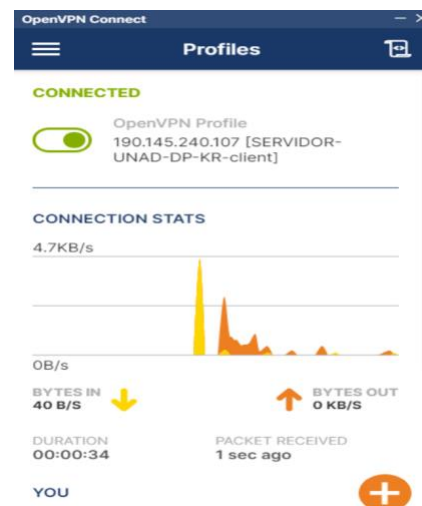 OpenVPN Connect
Profiles
CONNECTED
OpenVPN Profile
190.145.240.107 [SERVIDOR-
UNAD-DP-KR-client]
CONNECTION STATS
4.7KB/s
0B/s
BYTES IN
40 B/S
BYTES OUT
0 KB/S
DURATION
00:00:34
PACKET RECEIVED
1 sec ago
YOU